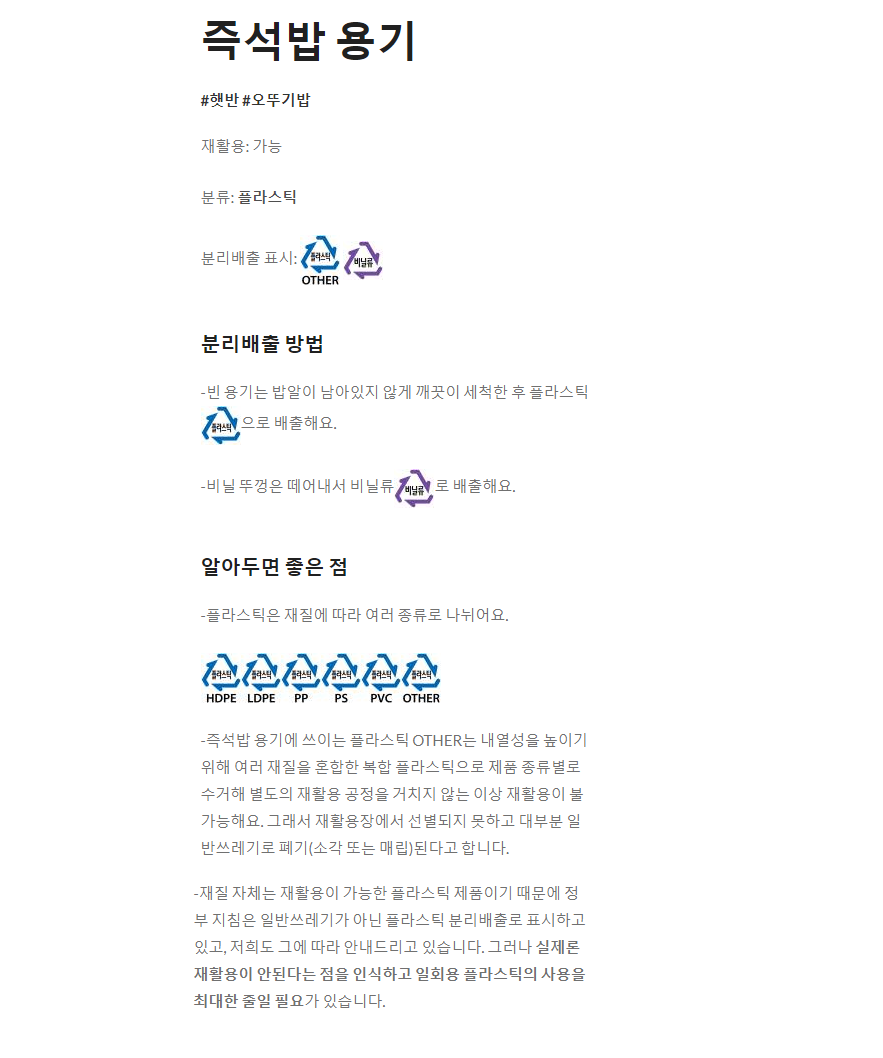 즉석밥 용기
#햇반 #오뚜기밥
재활용: 가능
분류: 플라스틱
분리배출 표시: 플라스틱 OTHER 비닐류
분리배출 방법
-빈 용기는 밥알이 남아있지 않게 깨끗이 세척한 후 플라스틱
플라스틱 으로 배출해요.
-비닐 뚜껑은 떼어내서 비닐류 비닐류 로 배출해요.
알아두면 좋은 점
-플라스틱은 재질에 따라 여러 종류로 나뉘어요.
플라스틱 플라스틱 플라스틱 플라스틱 플라스틱 플라스틱
HDPE LDPE PP PS PVC OTHER
-즉석밥 용기에 쓰이는 플라스틱 OTHER는 내열성을 높이기
위해 여러 재질을 혼합한 복합 플라스틱으로 제품 종류별로
수거해 별도의 재활용 공정을 거치지 않는 이상 재활용이 불
가능해요. 그래서 재활용장에서 선별되지 못하고 대부분 일
반쓰레기로 폐기(소각 또는 매립)된다고 합니다.
-재질 자체는 재활용이 가능한 플라스틱 제품이기 때문에 정
부 지침은 일반쓰레기가 아닌 플라스틱 분리배출로 표시하고
있고, 저희도 그에 따라 안내드리고 있습니다. 그러나 실제론
재활용이 안된다는 점을 인식하고 일회용 플라스틱의 사용을
최대한 줄일 필요가 있습니다.